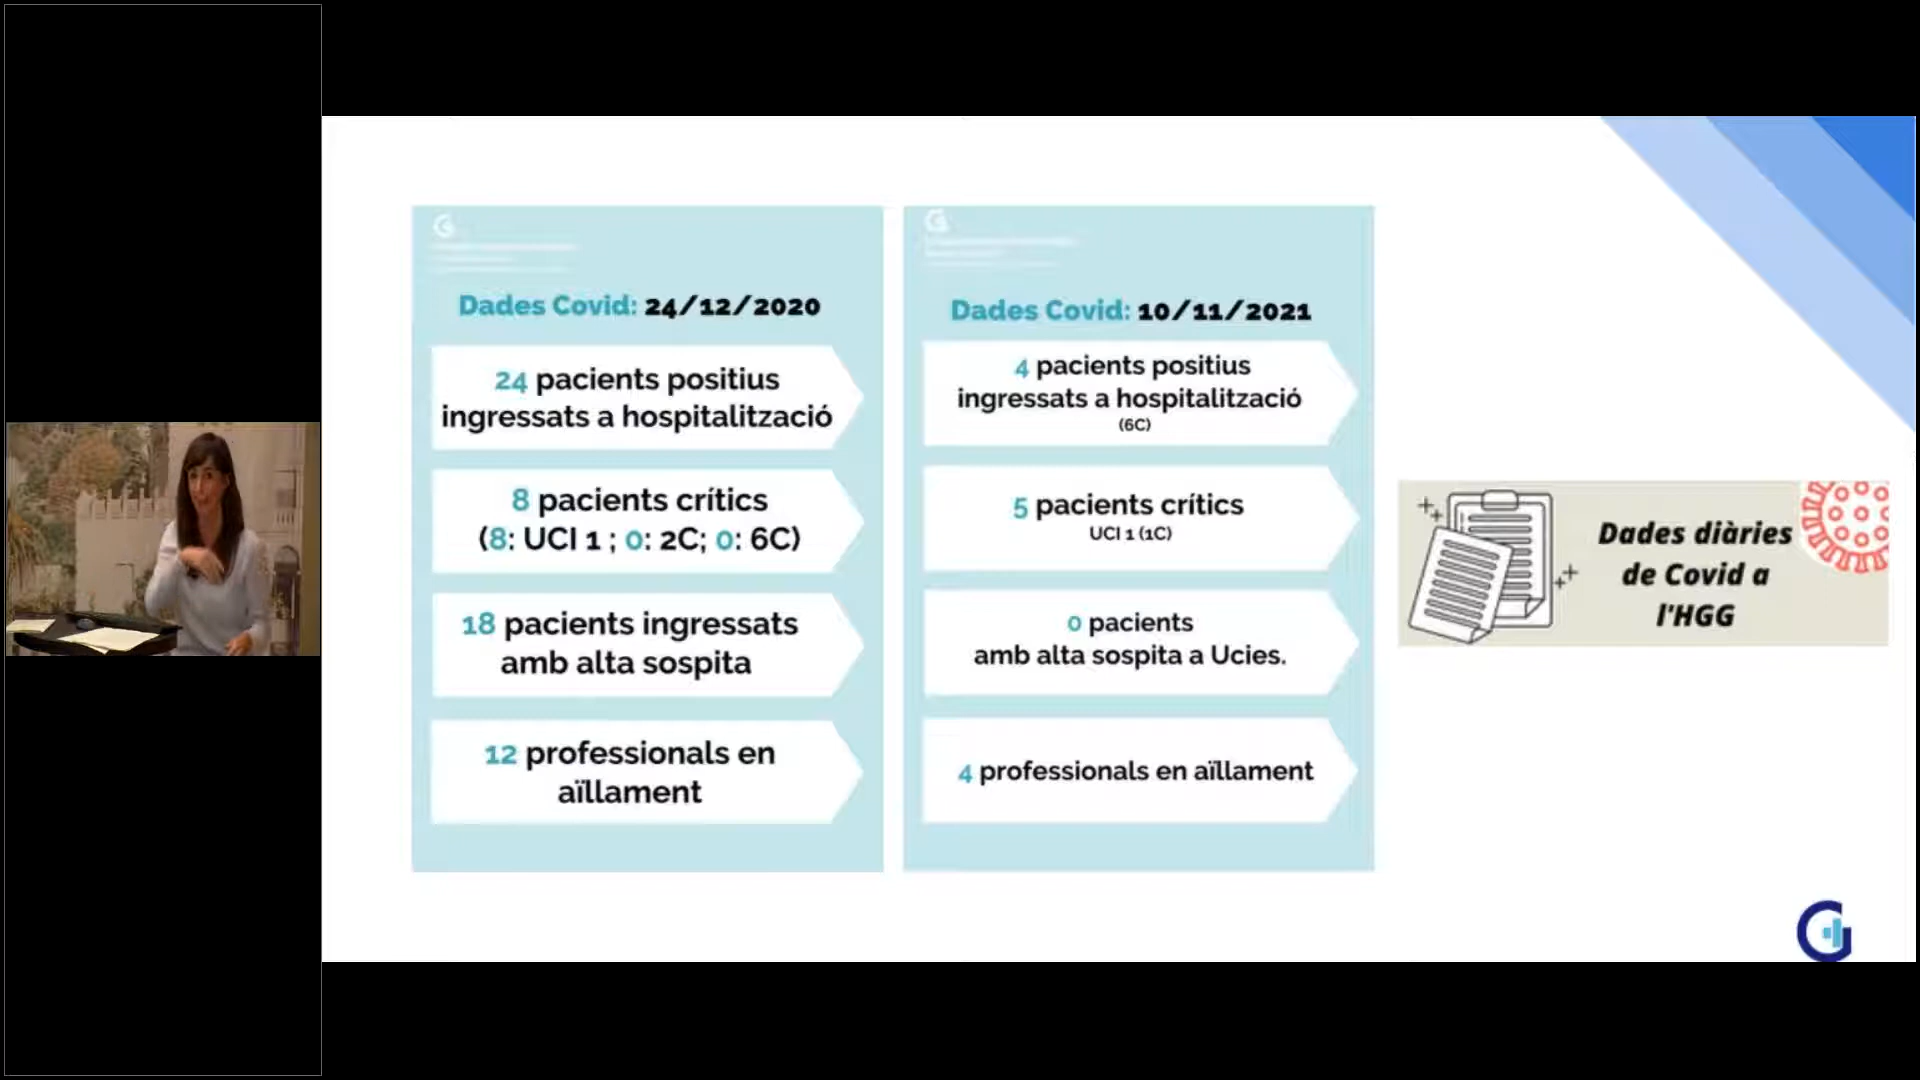 Dades Covid: 24/12/2020
24 pacients positius
ingressats a hospitalització
8 pacients crítics
(8: UCI 1 ; 0: 2C; 0: 6C)
18 pacients ingressats
amb alta sospita
12 professionals en
aïllament
Dades Covid: 10/11/2021
4 pacients positius
ingressats a hospitalització
(6C)
5 pacients crítics
UCI 1 (1C)
0 pacients
amb alta sospita a Ucies.
4 professionals en aïllament
Dades diàries
de Covid a
l'HGG